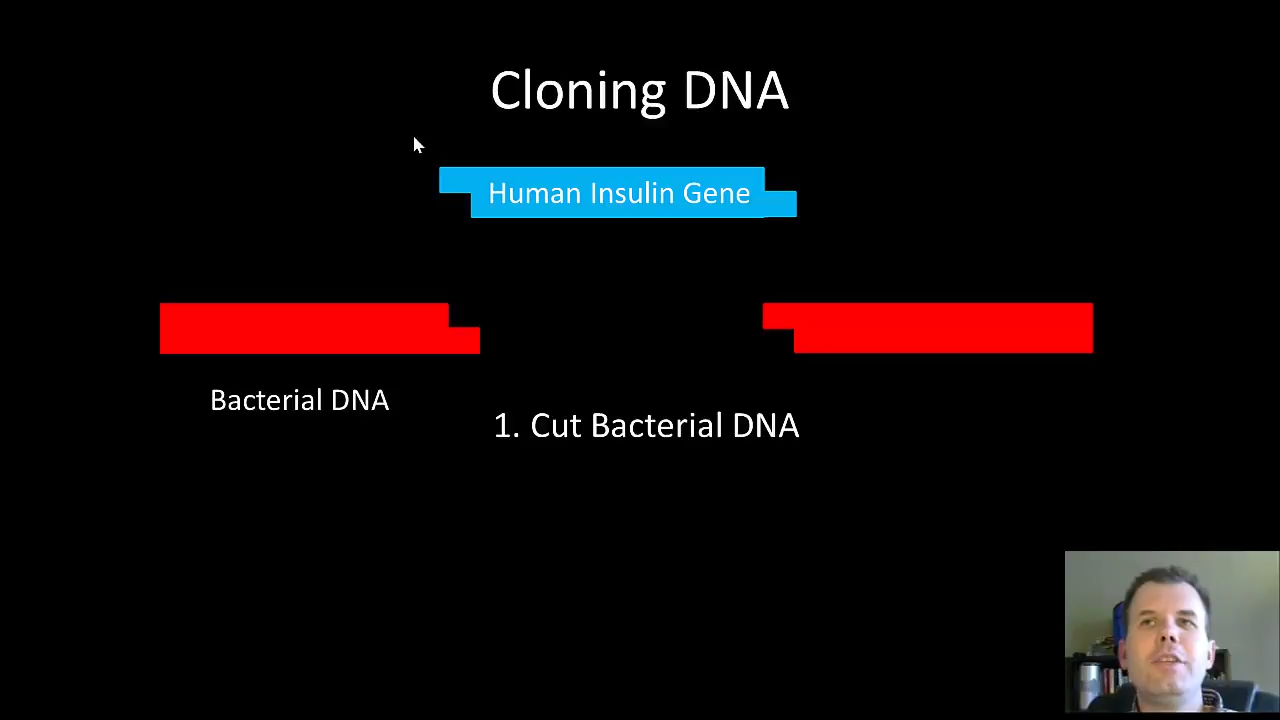 Cloning DNA
Human Insulin Gene
Bacterial DNA
1. Cut Bacterial DNA